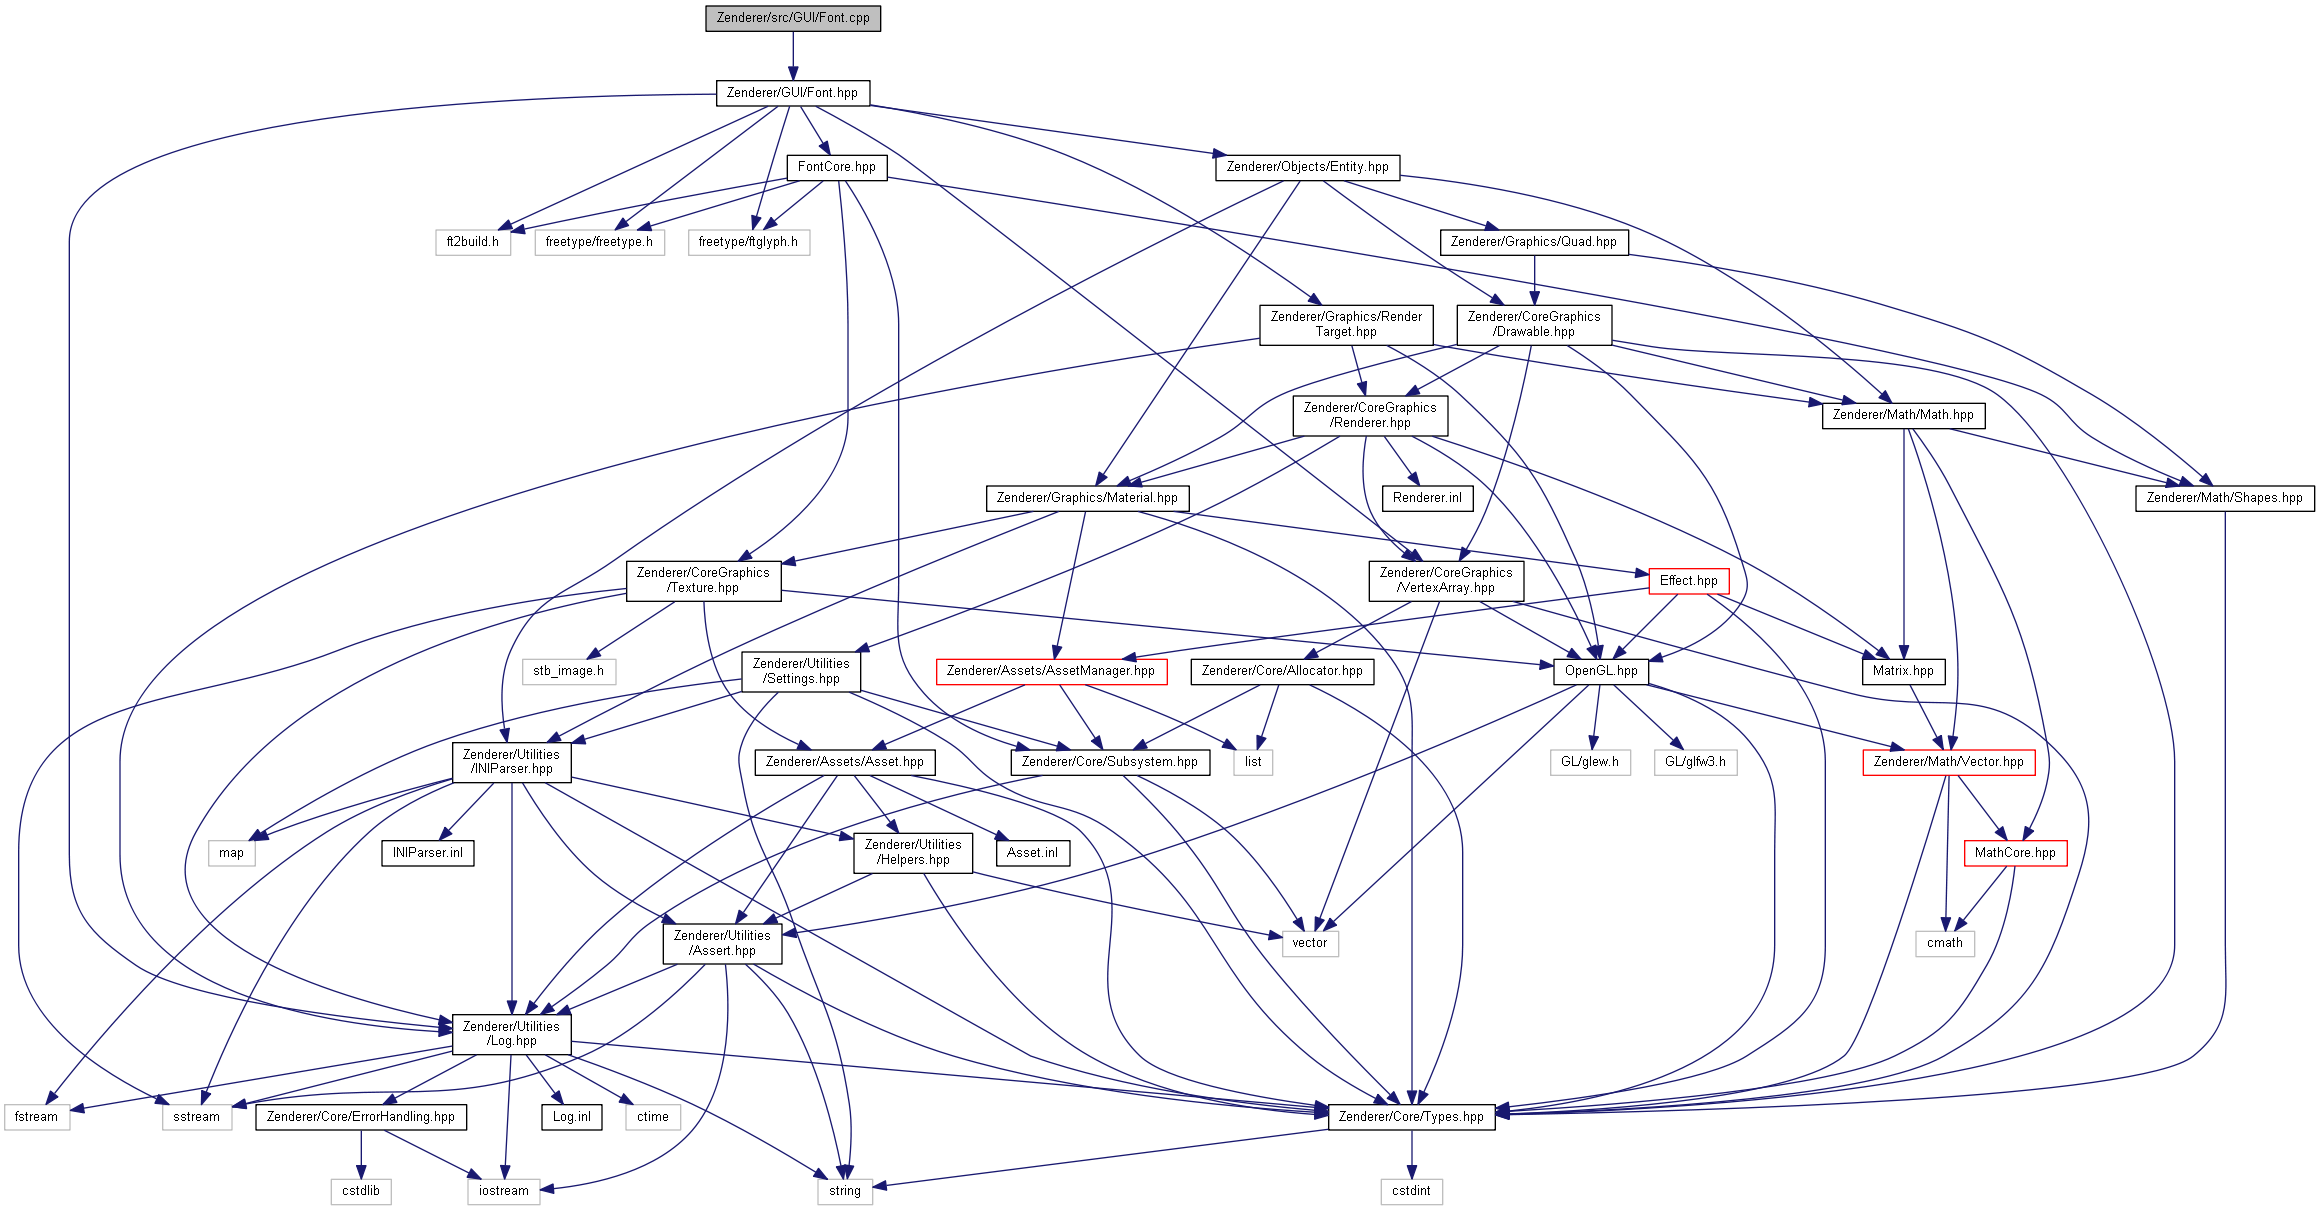 Zenderer/src/GUI/Font.cpp
Zenderer/GUI/Font.hpp
FontCore.hpp
Zenderer/Objects/Entity.hpp
ft2build.h
freetype/freetype.h
freetype/ftglyph.h
Zenderer/Graphics/Quad.hpp
Zenderer/Graphics/Render
Target.hpp
Zenderer/CoreGraphics
/Drawable.hpp
Zenderer/CoreGraphics
/Renderer.hpp
Zenderer/Math/Math.hpp
Zenderer/Graphics/Material.hpp
Renderer.inl
Zenderer/Math/Shapes.hpp
Zenderer/CoreGraphics
/Texture.hpp
Zenderer/CoreGraphics
/VertexArray.hpp
Effect.hpp
stb_image.h
Zenderer/Utilities
/Settings.hpp
Zenderer/Assets/AssetManager.hpp
Zenderer/Core/Allocator.hpp
OpenGL.hpp
Matrix.hpp
Zenderer/Utilities
/INIParser.hpp
Zenderer/Assets/Asset.hpp
Zenderer/Core/Subsystem.hpp
list
GL/glew.h
GL/glfw3.h
Zenderer/Math/Vector.hpp
map
INIParser.inl
Zenderer/Utilities
/Helpers.hpp
Asset.inl
MathCore.hpp
Zenderer/Utilities
/Assert.hpp
vector
cmath
Zenderer/Utilities
/Log.hpp
fstream
sstream
Zenderer/Core/ErrorHandling.hpp
Log.inl
ctime
Zenderer/Core/Types.hpp
cstdlib
iostream
string
cstdint